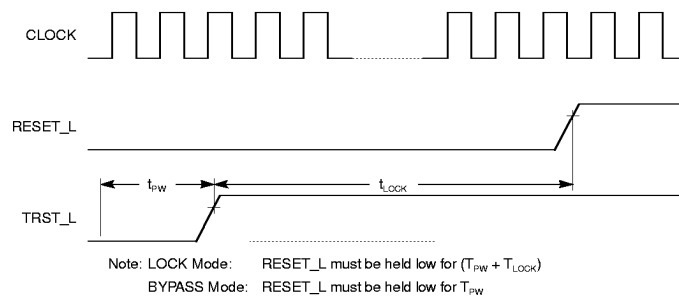 CLOCK
RESET_L
tPW
tLOCK
TRST_L
Note: LOCK Mode: RESET_L must be held low for (TPW + TLOCK)
BYPASS Mode: RESET_L must be held low for TPW